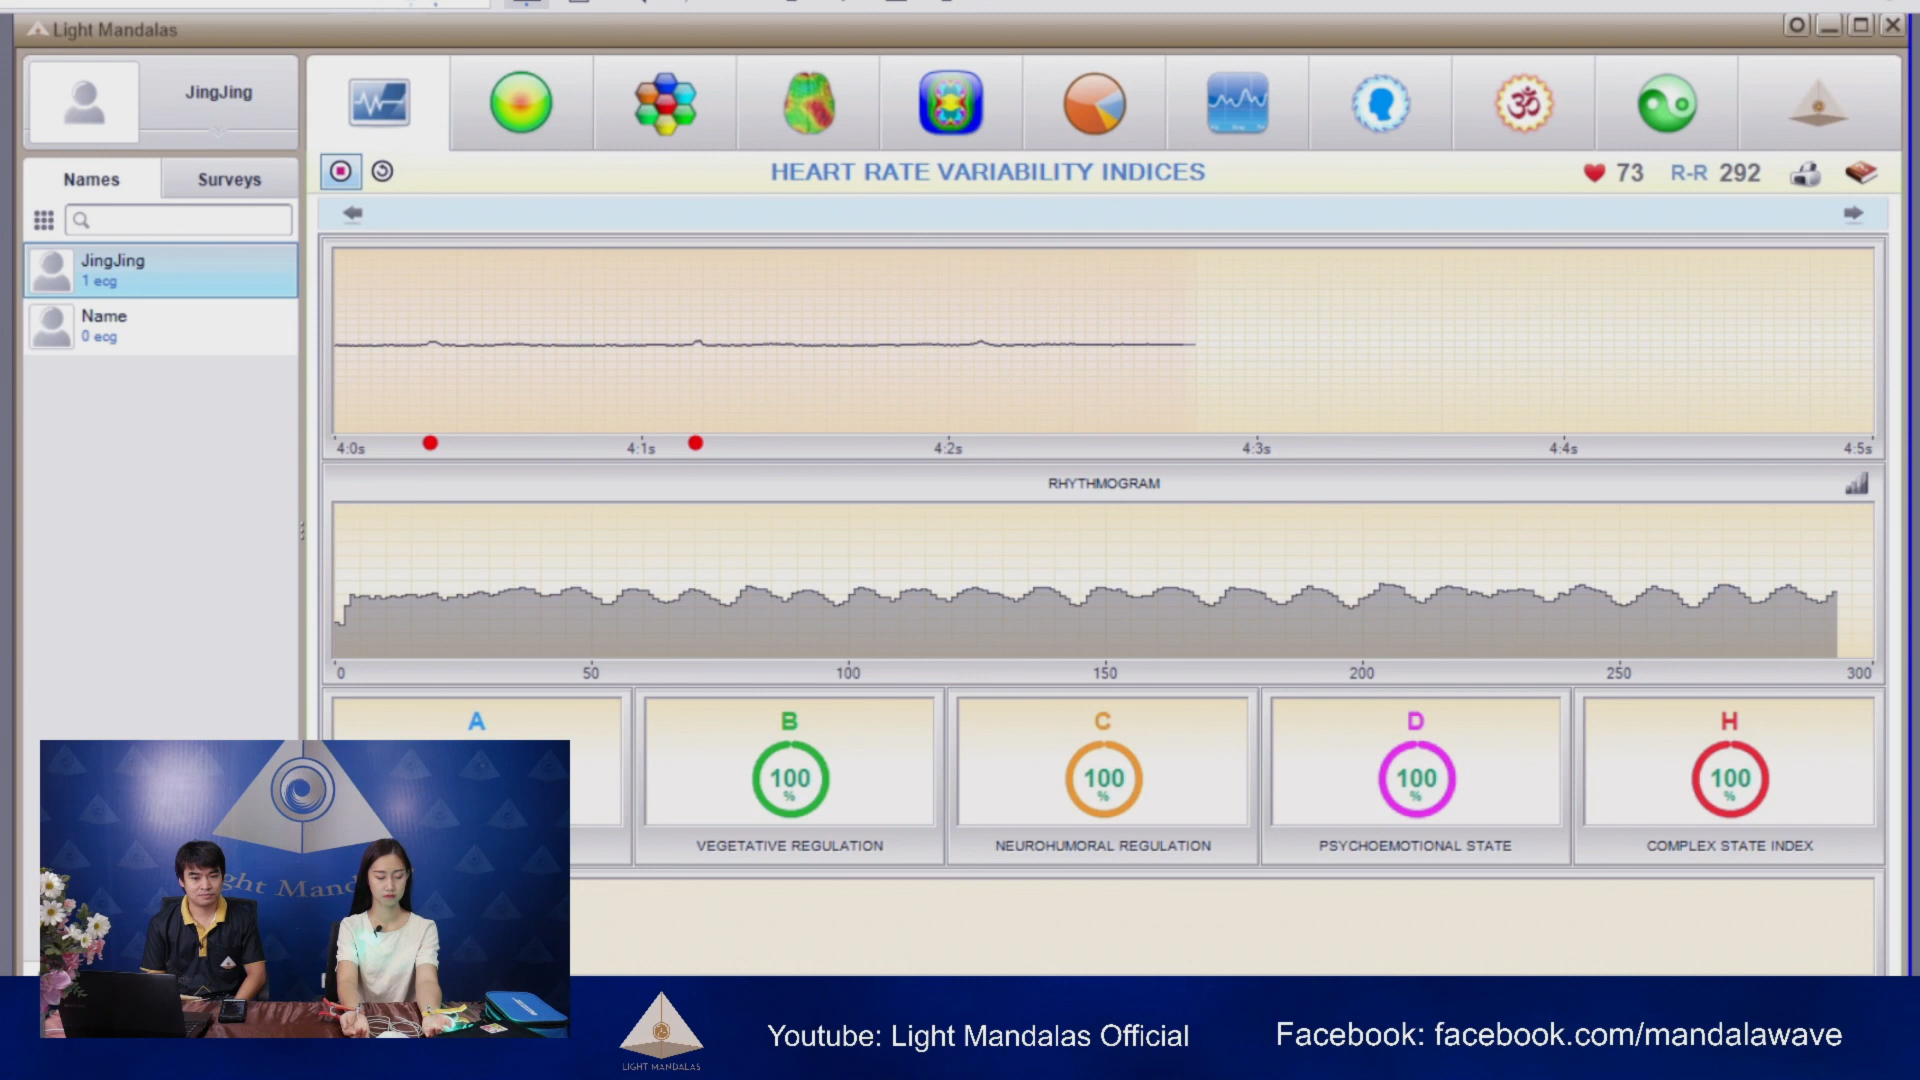 Light Mandalas
JingJing
Names
Surveys
HEART RATE VARIABILITY INDICES
73
R-R 292
JingJing
1 ecg
Name
0 ecg
4:0s
4:1s
4:2s
4:3s
4:4s
4:5s
RHYTHMOGRAM
0
50
100
150
200
250
300
A
B
100
%
VEGETATIVE REGULATION
C
100
%
NEUROHUMORAL REGULATION
D
100
%
PSYCHOEMOTIONAL STATE
H
100
%
COMPLEX STATE INDEX
ght Mand
LIGHT MANDALAS
Youtube: Light Mandalas Official
Facebook: facebook.com/mandalawave